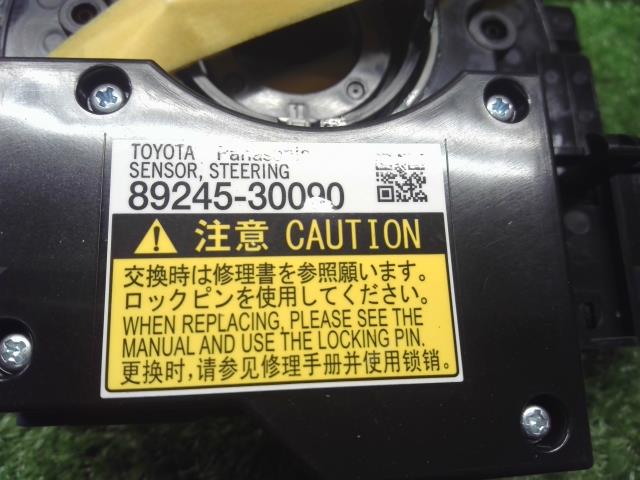 TOYOTA Panasonic
SENSOR, STEERING
89245-30090
注意 CAUTION
交換時は修理書を参照願います。
ロックピンを使用してください。
WHEN REPLACING, PLEASE SEE THE
MANUAL AND USE THE LOCKING PIN.
更换时,请参见修理手册并使用锁销。